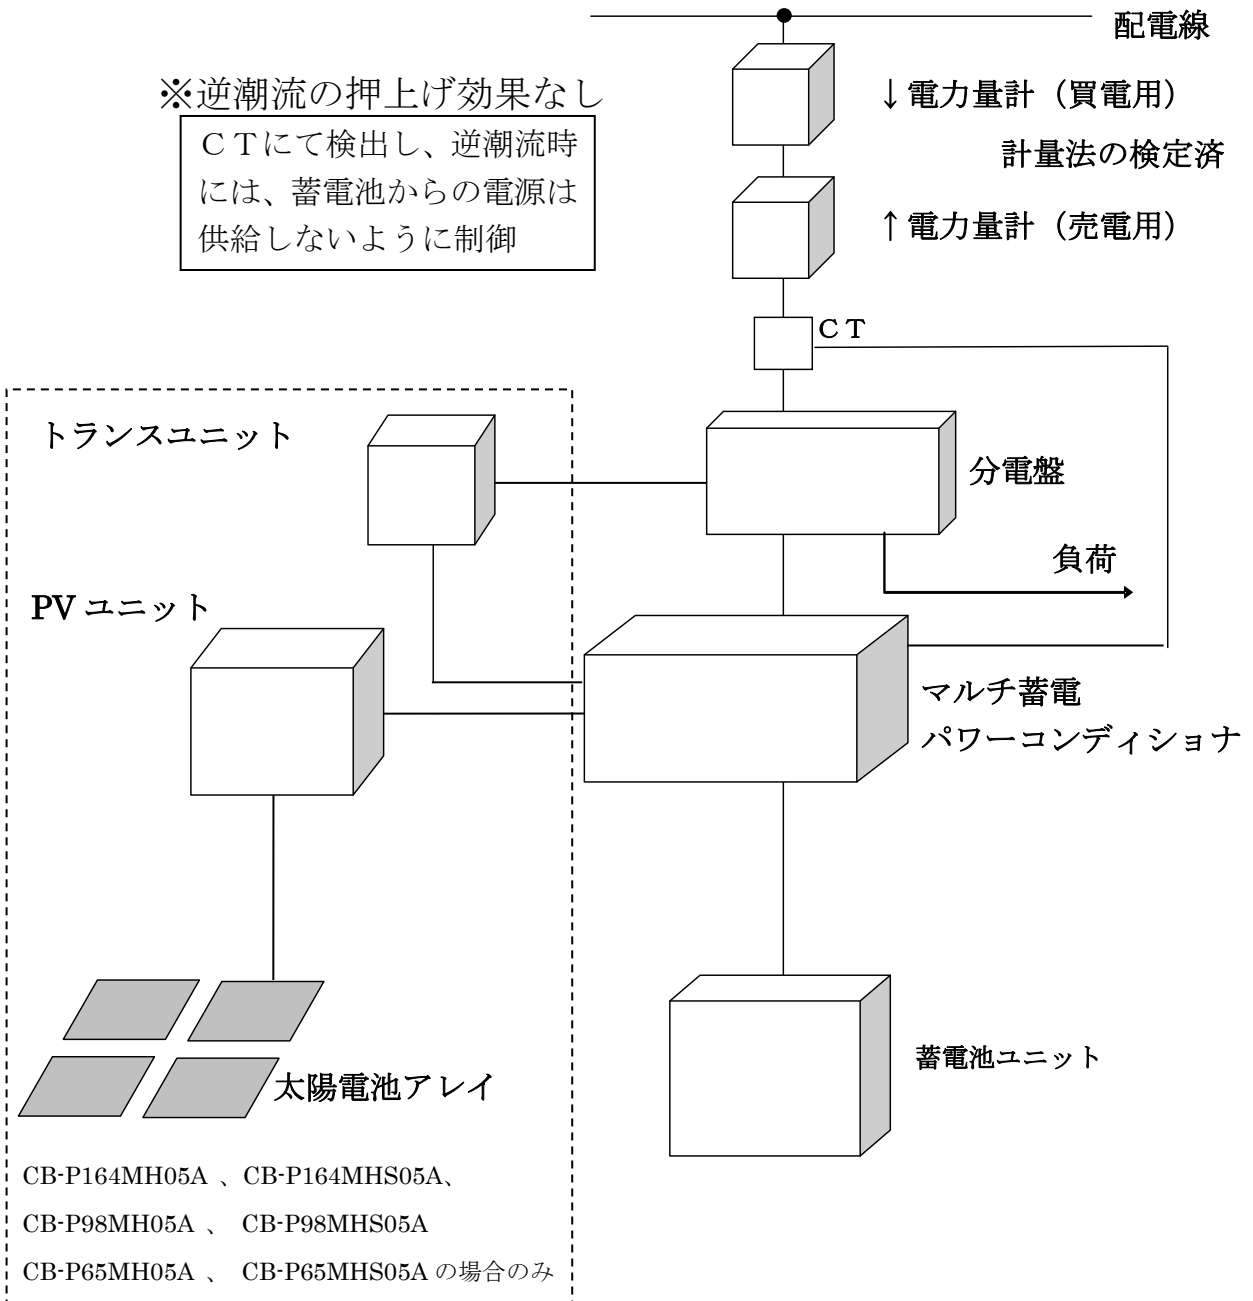 配電線
※逆潮流の押上げ効果なし
ＣＴにて検出し、逆潮流時
には、蓄電池からの電源は
供給しないように制御
↓電力量計（買電用）
計量法の検定済
↑電力量計（売電用）
ＣＴ
トランスユニット
分電盤
負荷
PV ユニット
マルチ蓄電
パワーコンディショナ
蓄電池ユニット
太陽電池アレイ
CB-P164MH05A 、CB-P164MHS05A、
CB-P98MH05A 、 CB-P98MHS05A
CB-P65MH05A 、 CB-P65MHS05A の場合のみ